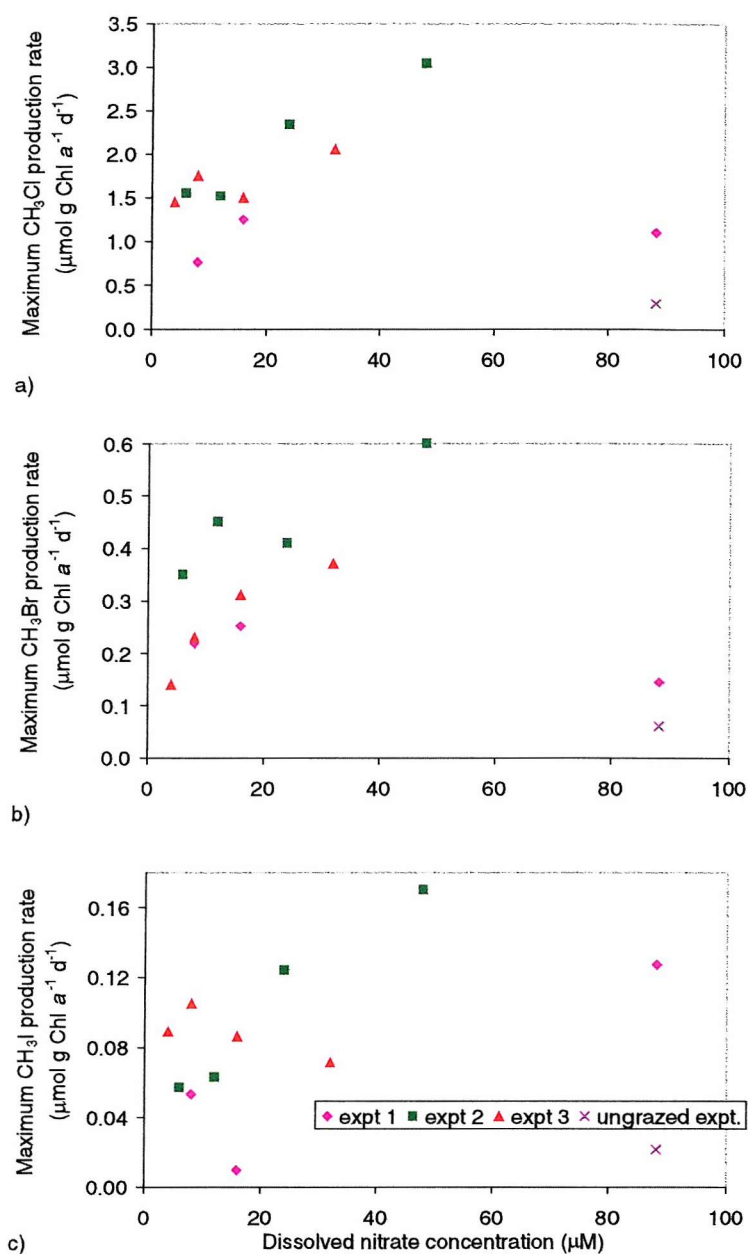 Maximum CH₃Cl production rate
(µmol g Chl a⁻¹ d⁻¹)
3.5
3.0
2.5
2.0
1.5
1.0
0.5
0.0
0 20 40 60 80 100
a)
Maximum CH₃Br production rate
(µmol g Chl a⁻¹ d⁻¹)
0.6
0.5
0.4
0.3
0.2
0.1
0.0
0 20 40 60 80 100
b)
Maximum CH₃I production rate
(µmol g Chl a⁻¹ d⁻¹)
0.16
0.12
0.08
0.04
0.00
expt 1 expt 2 expt 3 ungrazed expt.
0 20 40 60 80 100
c)
Dissolved nitrate concentration (µM)